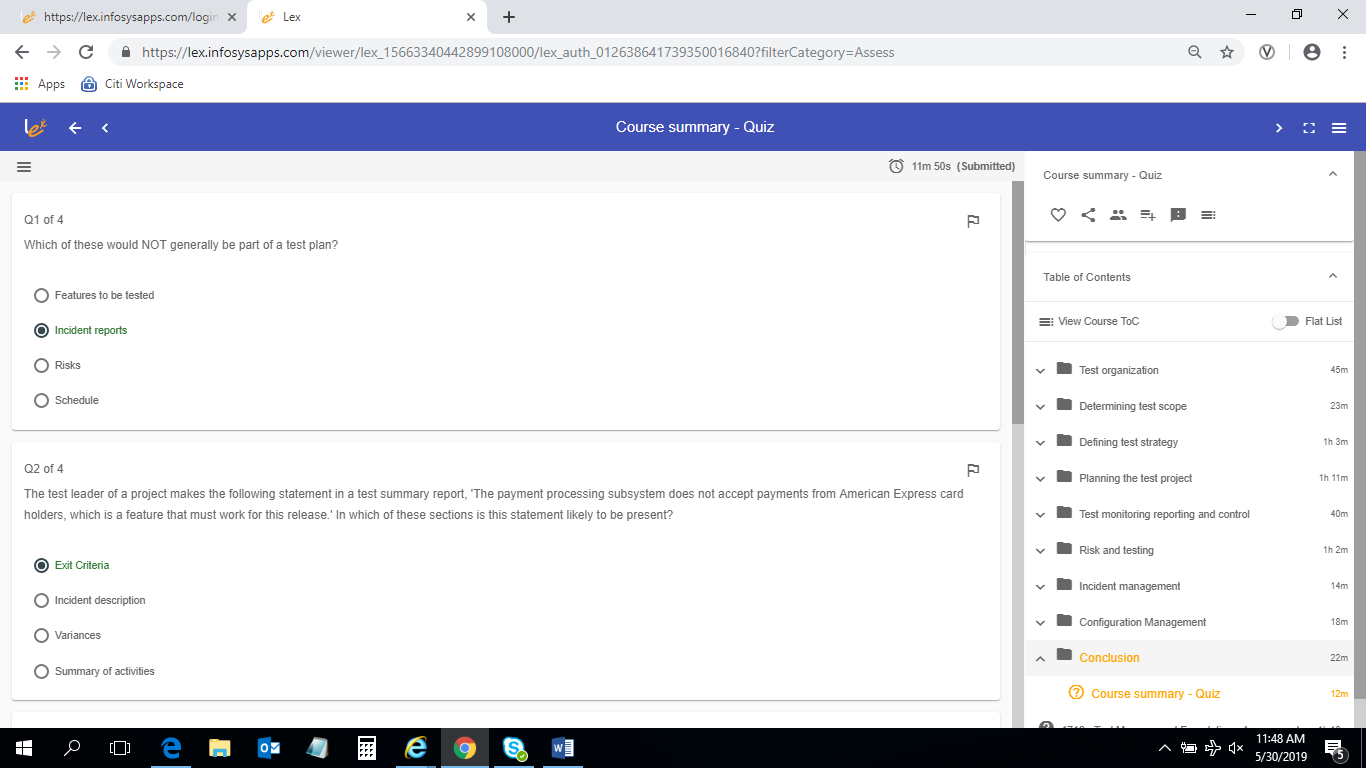 https://lex.infosysapps.com/login
Lex
https://lex.infosysapps.com/viewer/lex_15663340442899108000/lex_auth_012638641739350016840?filterCategory=Assess
Apps
Citi Workspace
Lex
Course summary - Quiz
11m 50s (Submitted)
Q1 of 4
Which of these would NOT generally be part of a test plan?
Features to be tested
Incident reports
Risks
Schedule
Q2 of 4
The test leader of a project makes the following statement in a test summary report, 'The payment processing subsystem does not accept payments from American Express card
holders, which is a feature that must work for this release.' In which of these sections is this statement likely to be present?
Exit Criteria
Incident description
Variances
Summary of activities
Course summary - Quiz
Table of Contents
View Course ToC
Flat List
Test organization 45m
Determining test scope 23m
Defining test strategy 1h 3m
Planning the test project 1h 11m
Test monitoring reporting and control 40m
Risk and testing 1h 2m
Incident management 14m
Configuration Management 18m
Conclusion 22m
Course summary - Quiz 12m
11:48 AM
5/30/2019
5